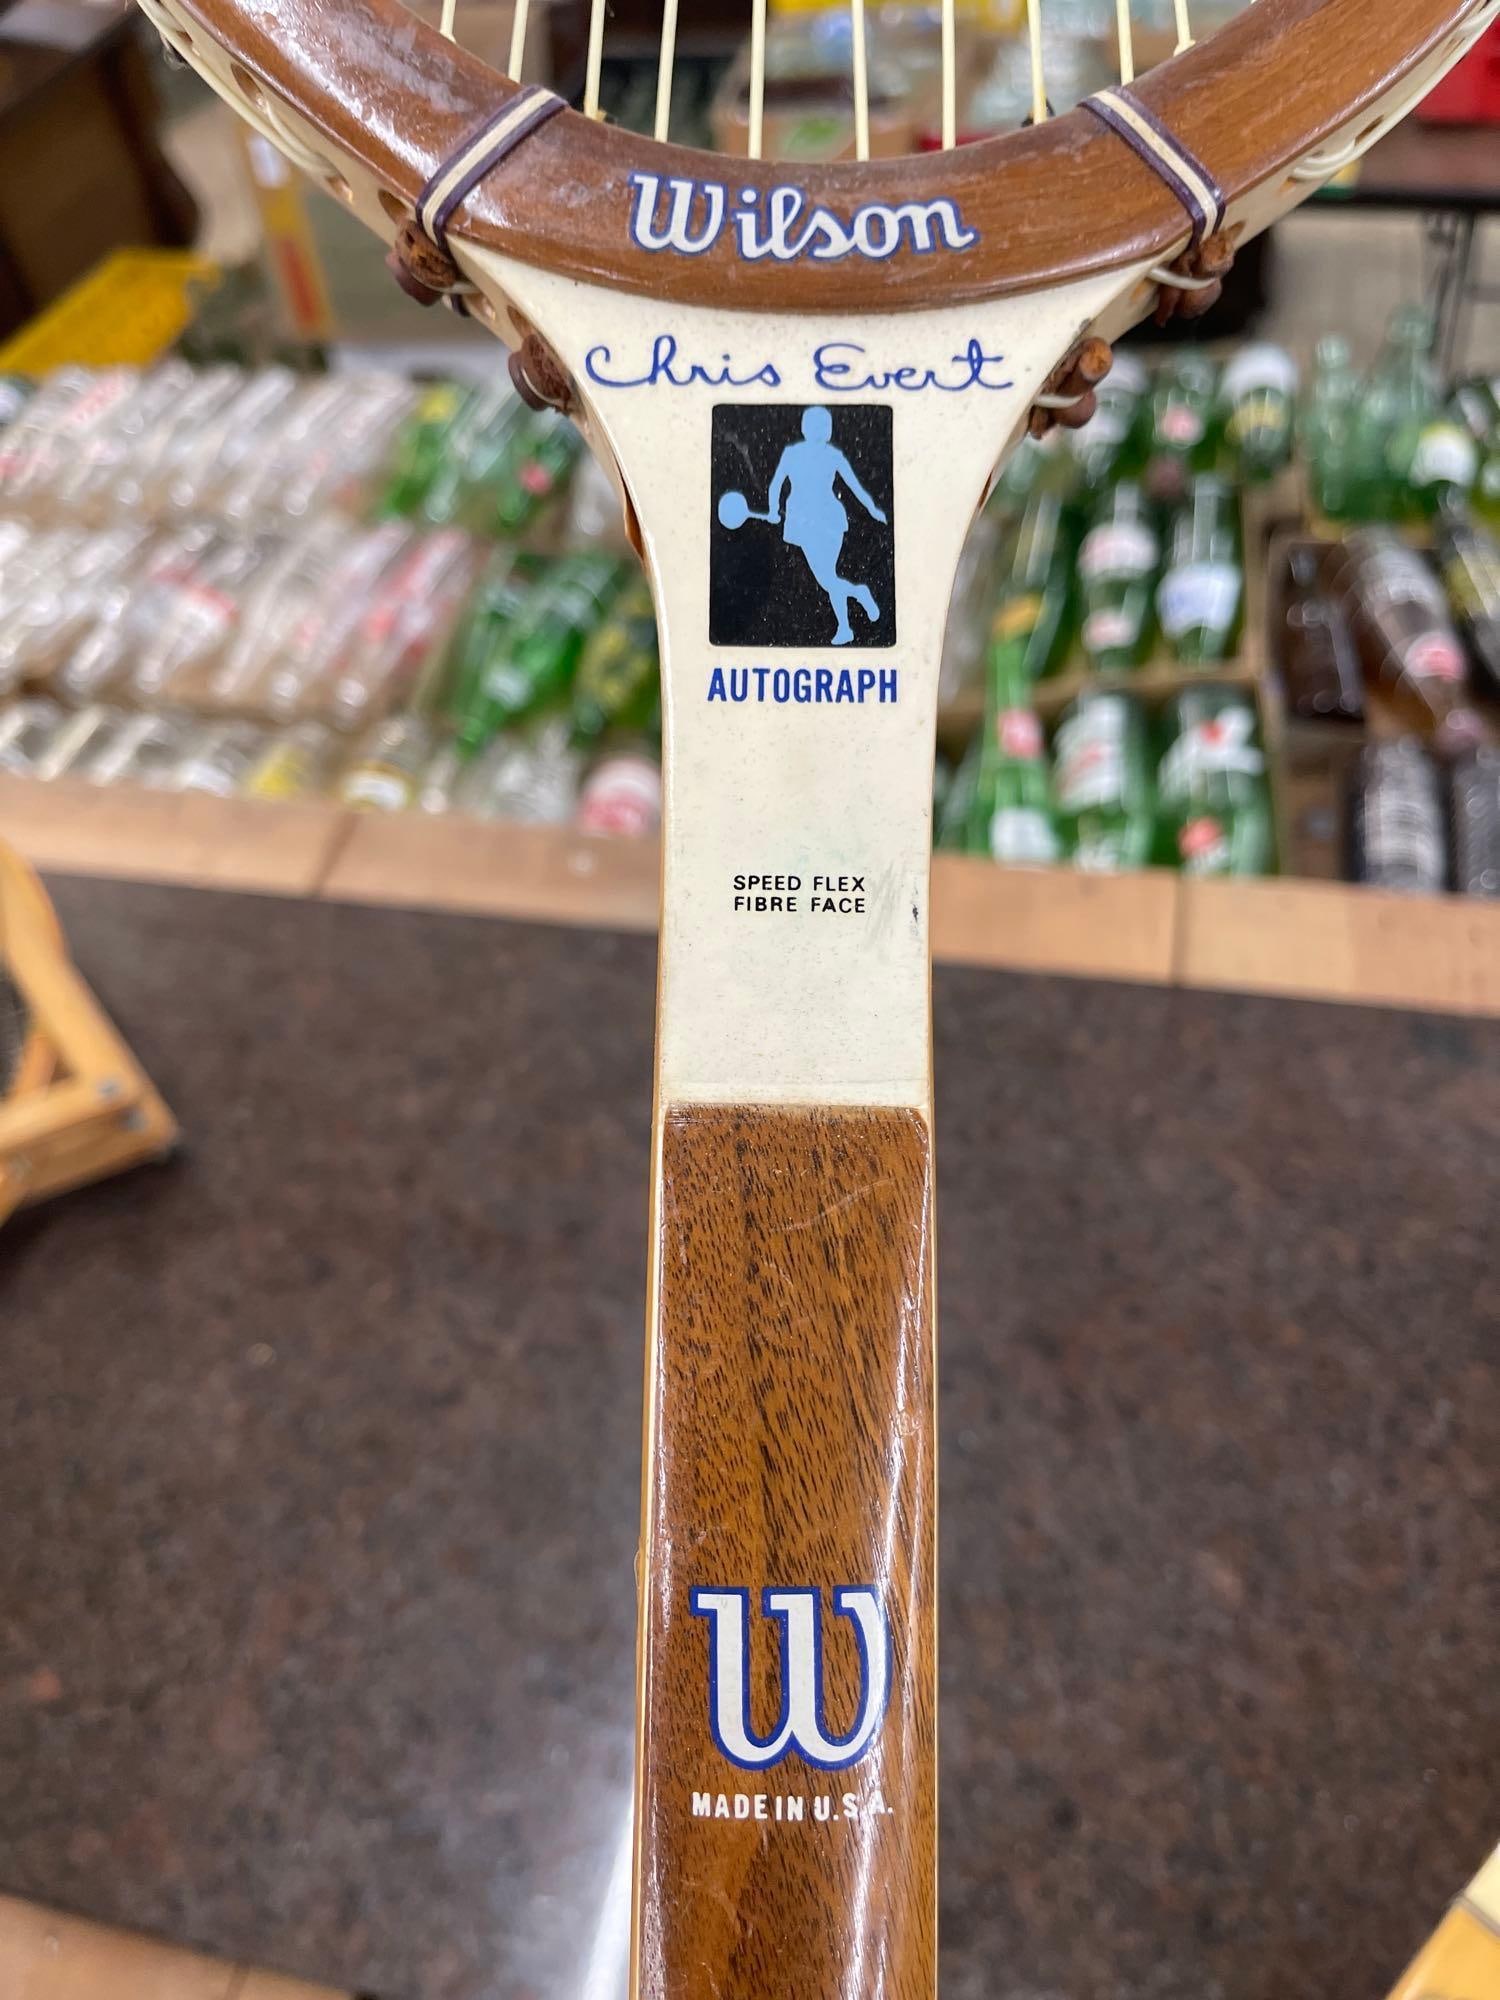 Wilson
Chris Evert
AUTOGRAPH
SPEED FLEX
FIBRE FACE
W
MADE IN U.S.A.